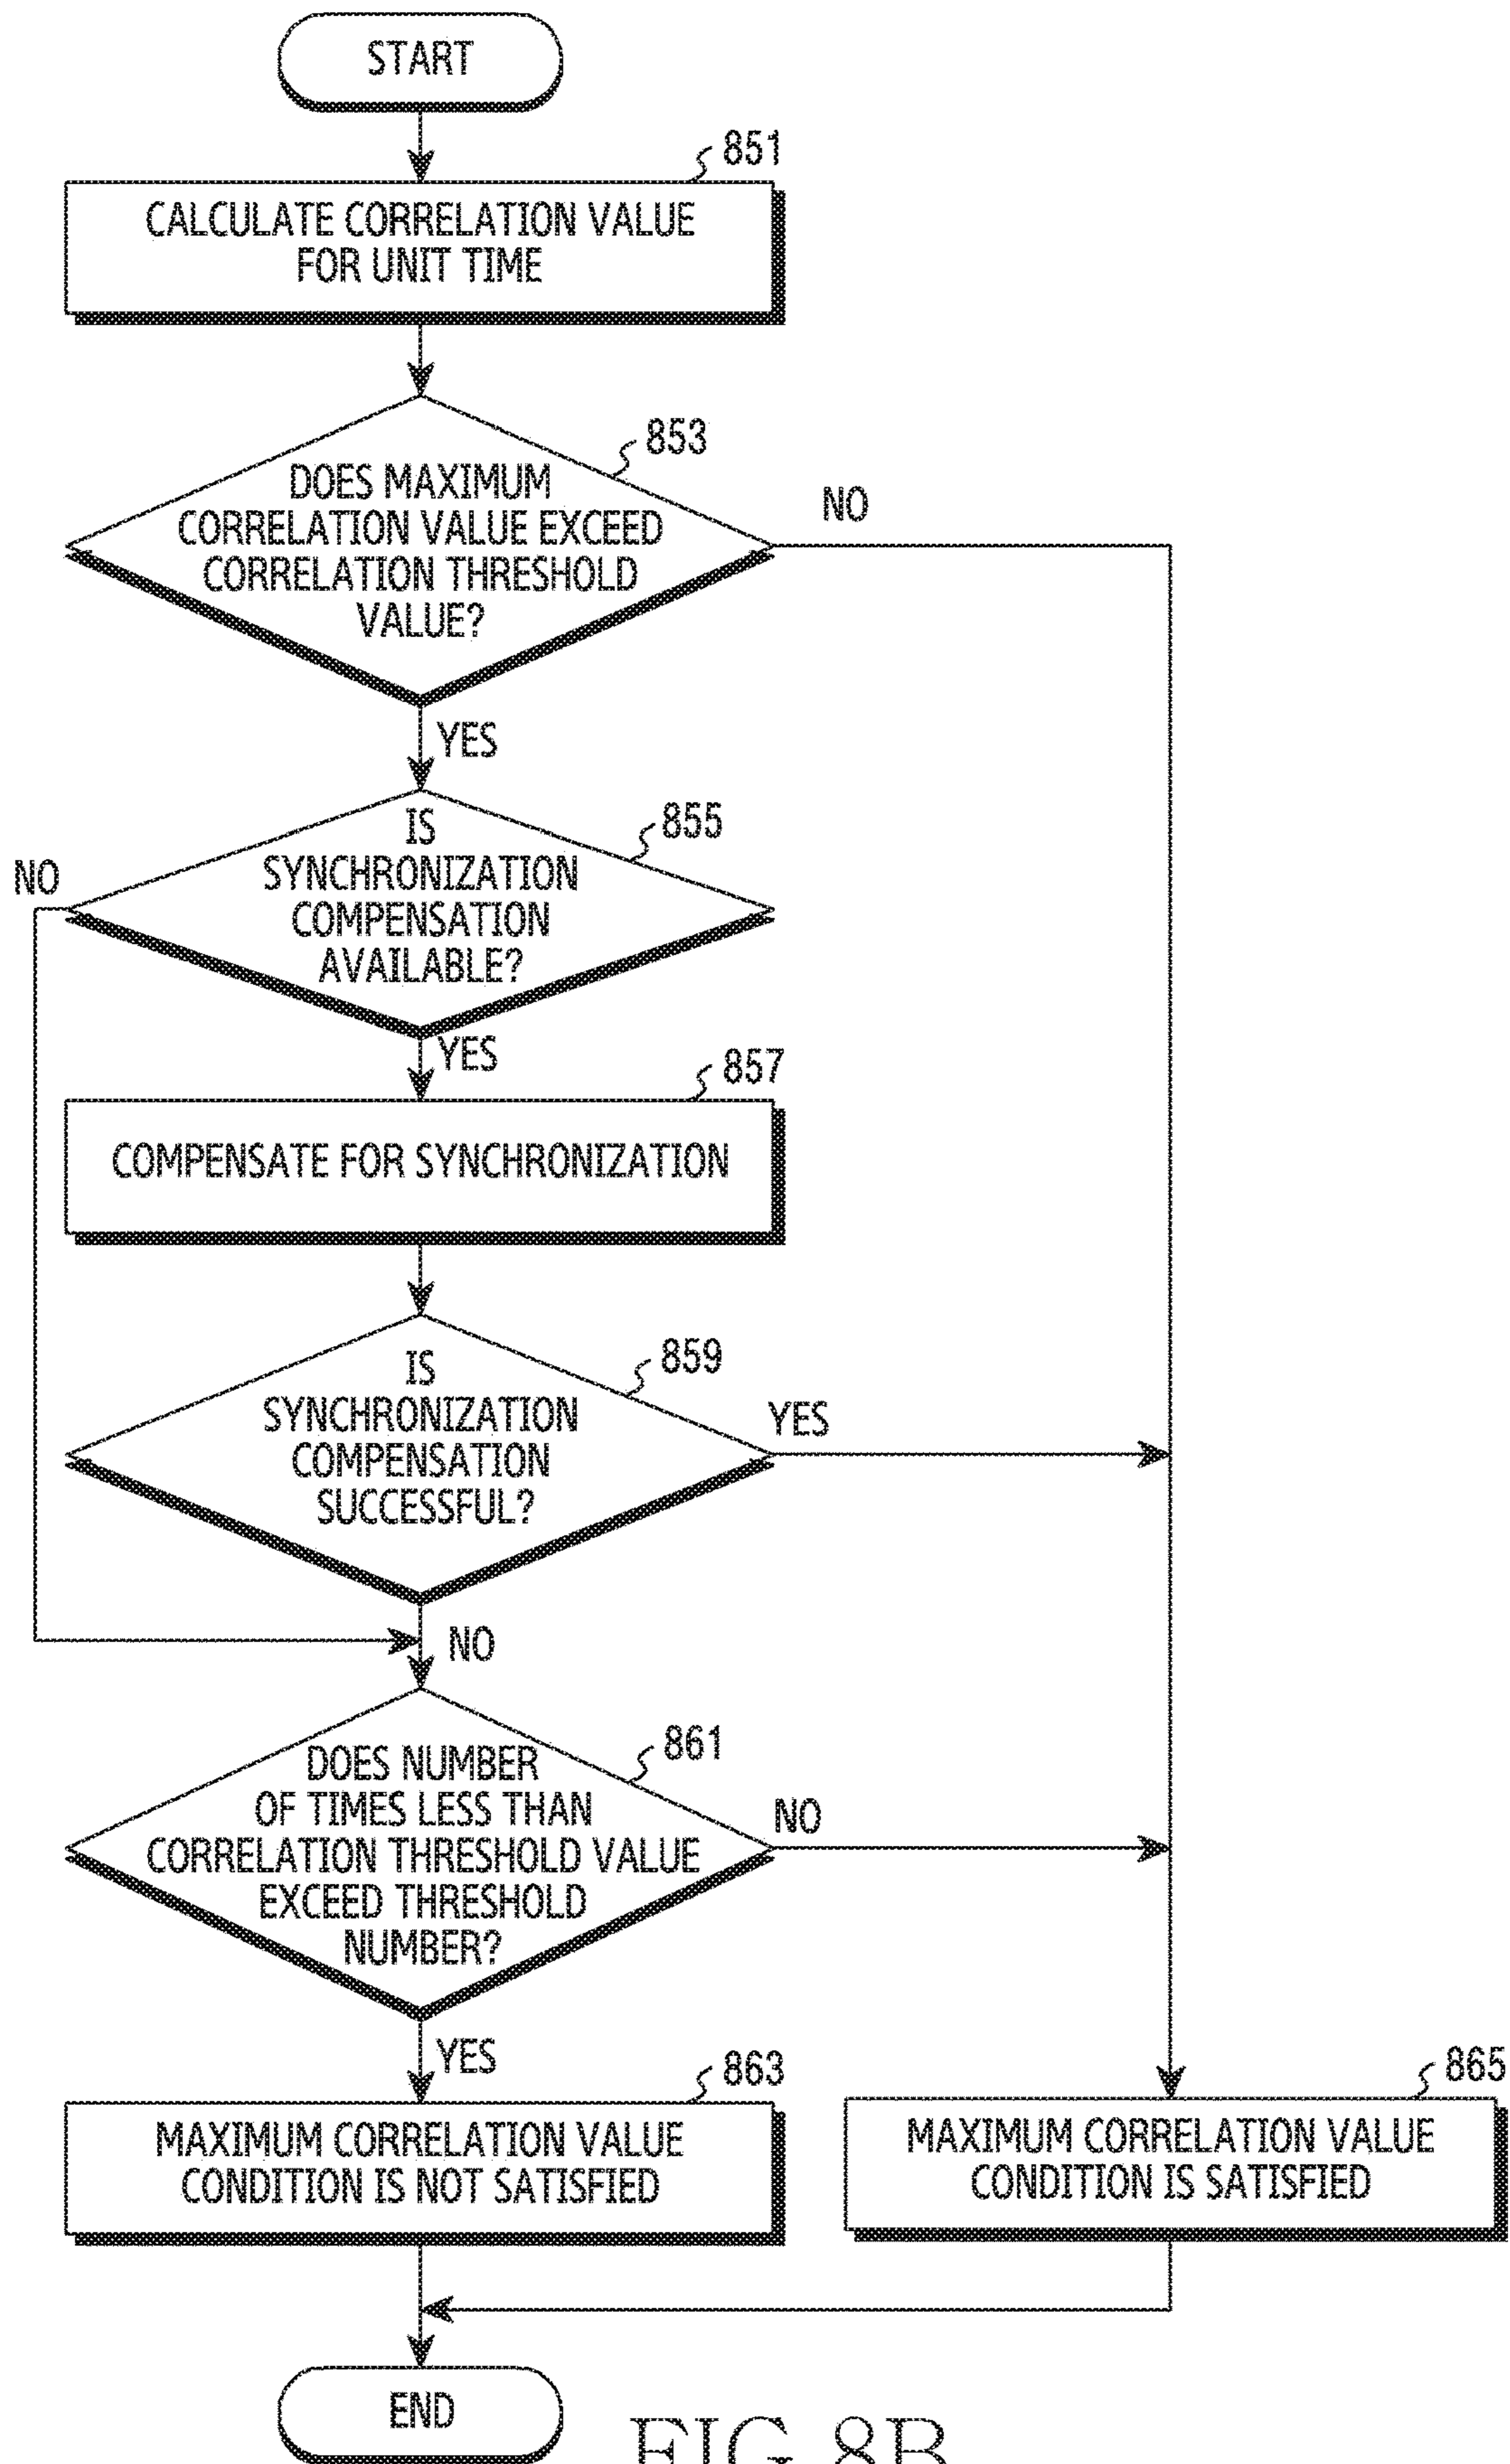 START
851
CALCULATE CORRELATION VALUE
FOR UNIT TIME
853
DOES MAXIMUM
CORRELATION VALUE EXCEED
CORRELATION THRESHOLD
VALUE?
NO
YES
855
IS
SYNCHRONIZATION
COMPENSATION
AVAILABLE?
NO
YES
857
COMPENSATE FOR SYNCHRONIZATION
859
IS
SYNCHRONIZATION
COMPENSATION
SUCCESSFUL?
YES
NO
861
DOES NUMBER
OF TIMES LESS THAN
CORRELATION THRESHOLD VALUE
EXCEED THRESHOLD
NUMBER?
NO
YES
863
MAXIMUM CORRELATION VALUE
CONDITION IS NOT SATISFIED
865
MAXIMUM CORRELATION VALUE
CONDITION IS SATISFIED
END
FIG.8B